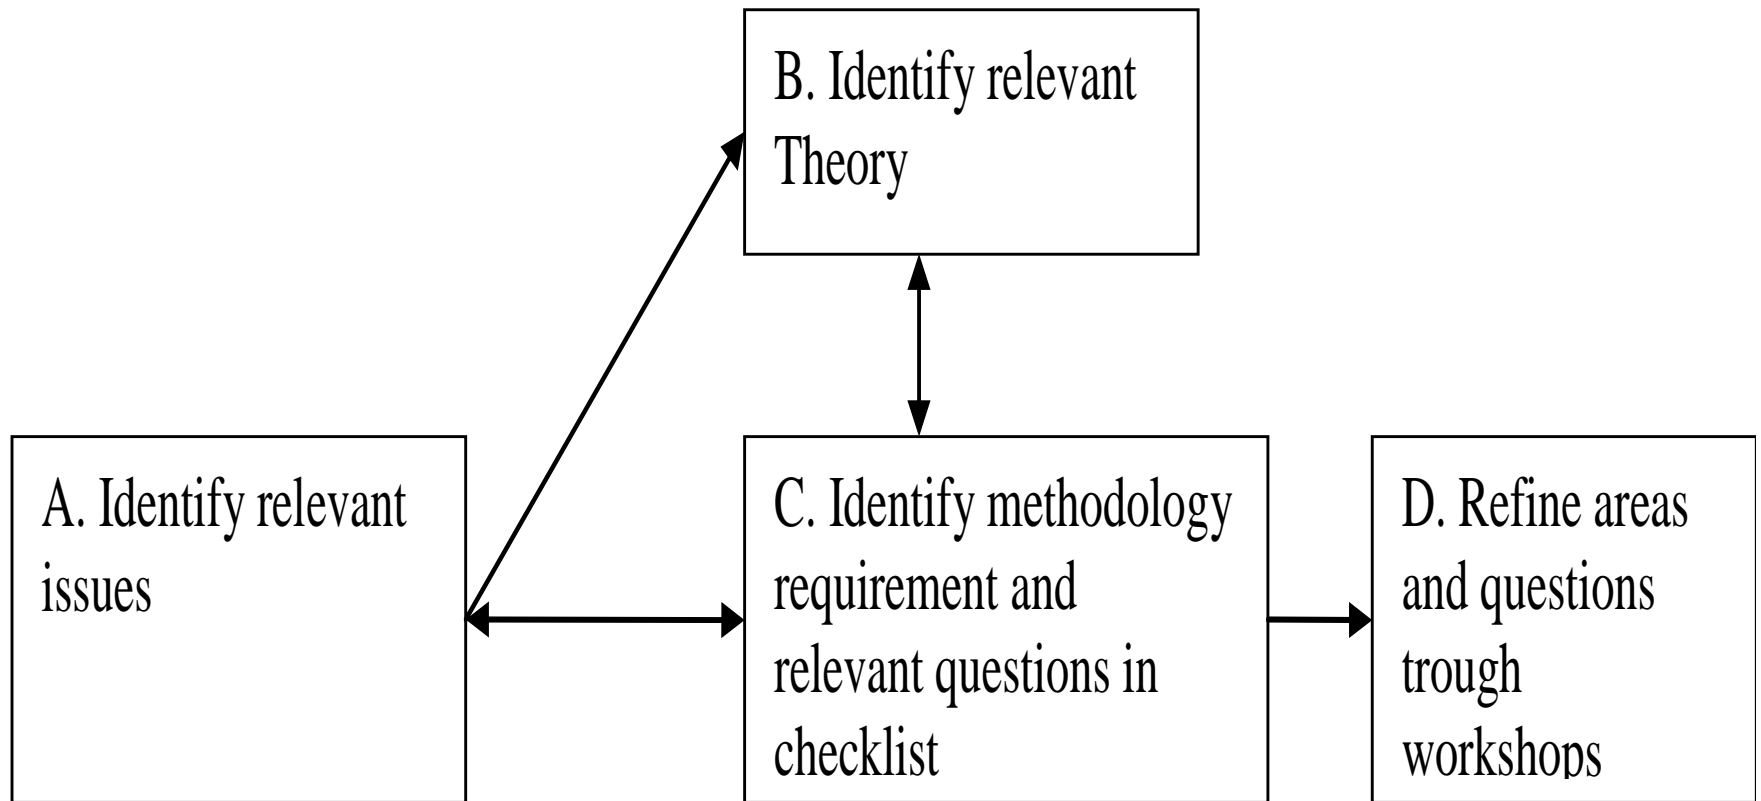 B. Identify relevant
Theory
A. Identify relevant
issues
C. Identify methodology
requirement and
relevant questions in
checklist
D. Refine areas
and questions
trough
workshops